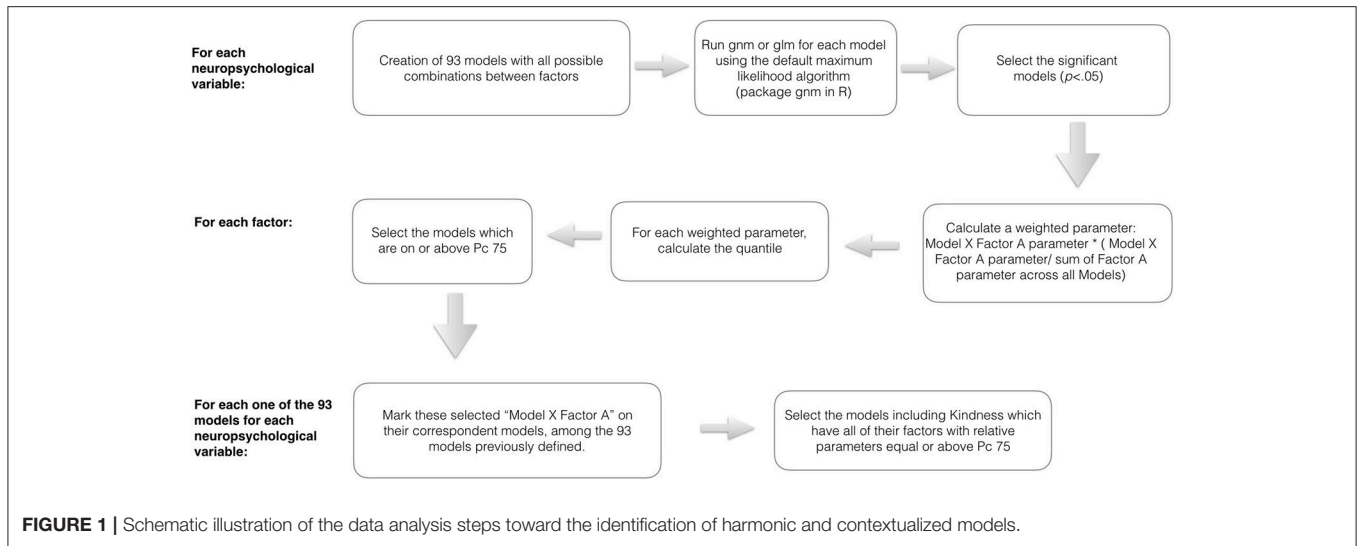 For each
neuropsychological
variable:
Creation of 93 models with all possible
combinations between factors
Run gnm or glm for each model
using the default maximum
likelihood algorithm
(package gnm in R)
Select the significant
models (p<.05)
For each factor:
Select the models which
are on or above Pc 75
For each weighted parameter,
calculate the quantile
Calculate a weighted parameter:
Model X Factor A parameter * ( Model X
Factor A parameter/ sum of Factor A
parameter across all Models)
For each one of the 93
models for each
neuropsychological
variable:
Mark these selected “Model X Factor A” on
their correspondent models, among the 93
models previously defined.
Select the models including Kindness which
have all of their factors with relative
parameters equal or above Pc 75
FIGURE 1 | Schematic illustration of the data analysis steps toward the identification of harmonic and contextualized models.